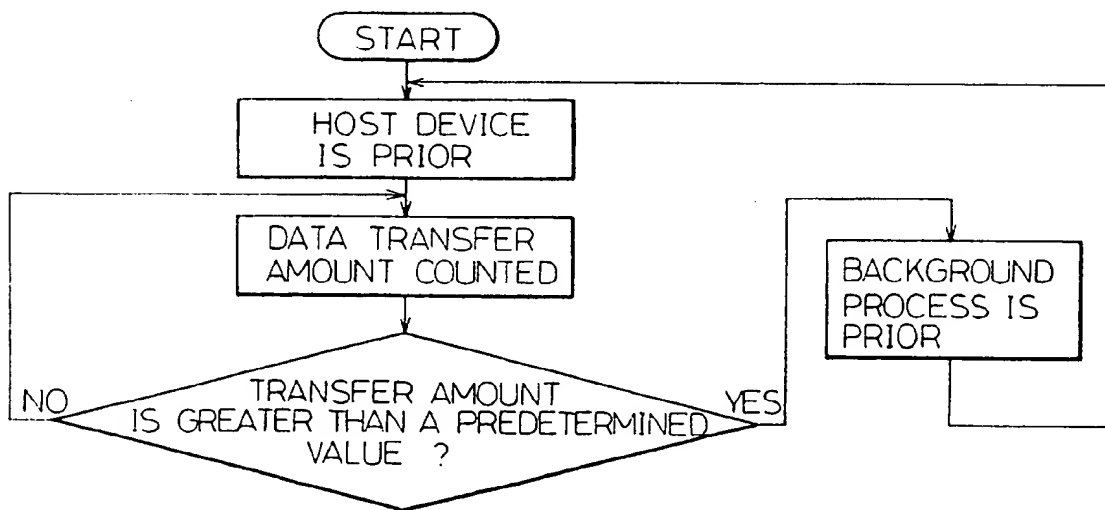 START
HOST DEVICE
IS PRIOR
DATA TRANSFER
AMOUNT COUNTED
NO
TRANSFER AMOUNT
IS GREATER THAN A PREDETERMINED
VALUE ?
YES
BACKGROUND
PROCESS IS
PRIOR